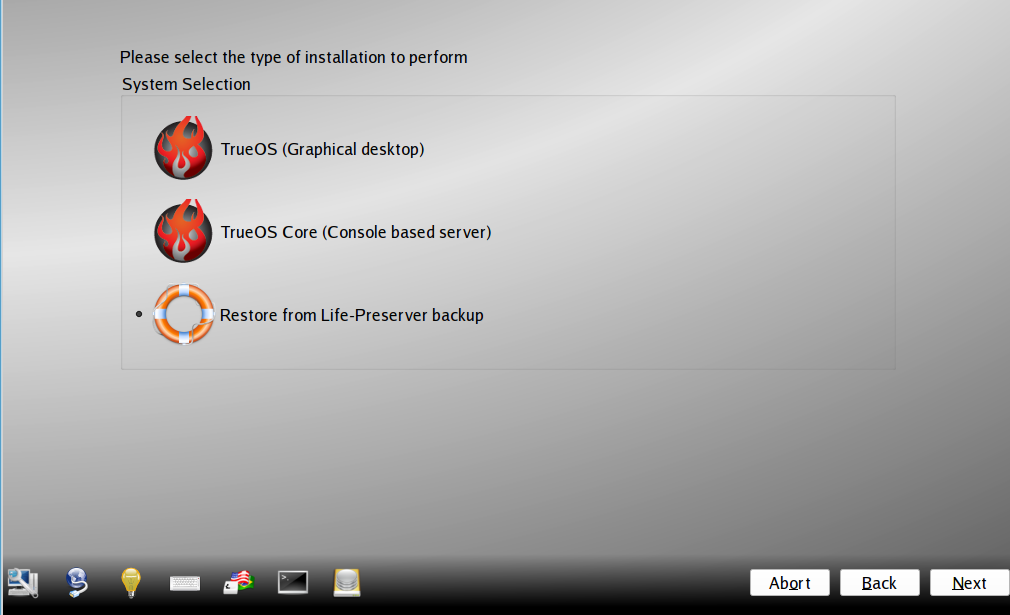 Please select the type of installation to perform
System Selection
TrueOS (Graphical desktop)
TrueOS Core (Console based server)
Restore from Life-Preserver backup
Abort Back Next